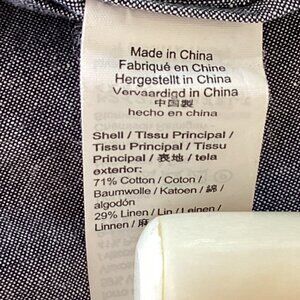 Made in China
Fabriqué en Chine
Hergestellt in China
Vervaardigd in China
中国製
hecho en China
Shell / Tissu Principal /
Tissu Principal / Tissu
Principal / 表地 / tela
exterior:
71% Cotton / Coton /
Baumwolle / Katoen / 綿 /
algodón
29% Linen / Lin / Leinen /
Linnen / 麻